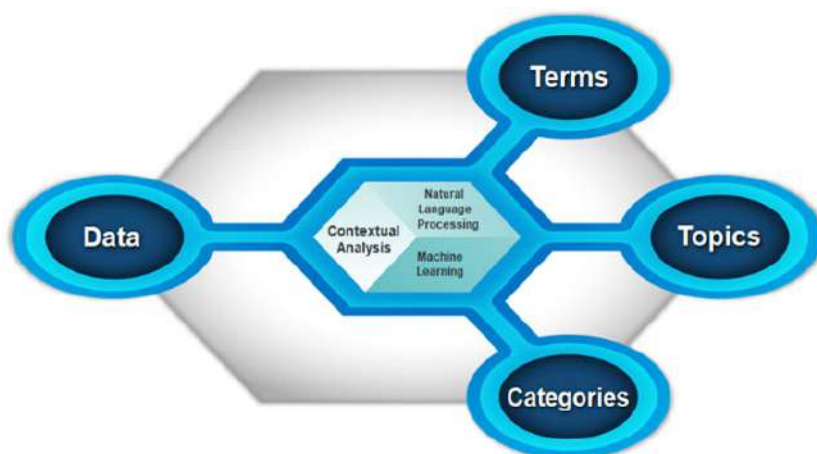 Terms
Data
Contextual
Analysis
Natural
Language
Processing
Machine
Learning
Topics
Categories